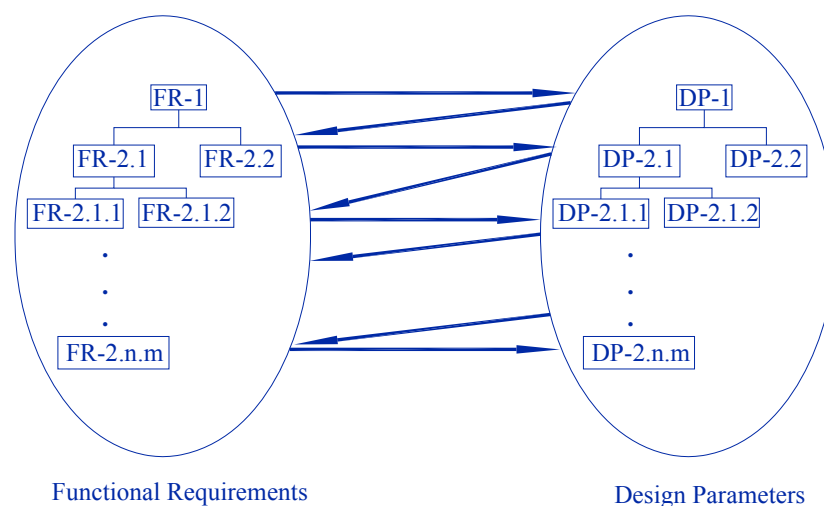 FR-1
FR-2.1
FR-2.2
FR-2.1.1
FR-2.1.2
FR-2.n.m
Functional Requirements
DP-1
DP-2.1
DP-2.2
DP-2.1.1
DP-2.1.2
DP-2.n.m
Design Parameters